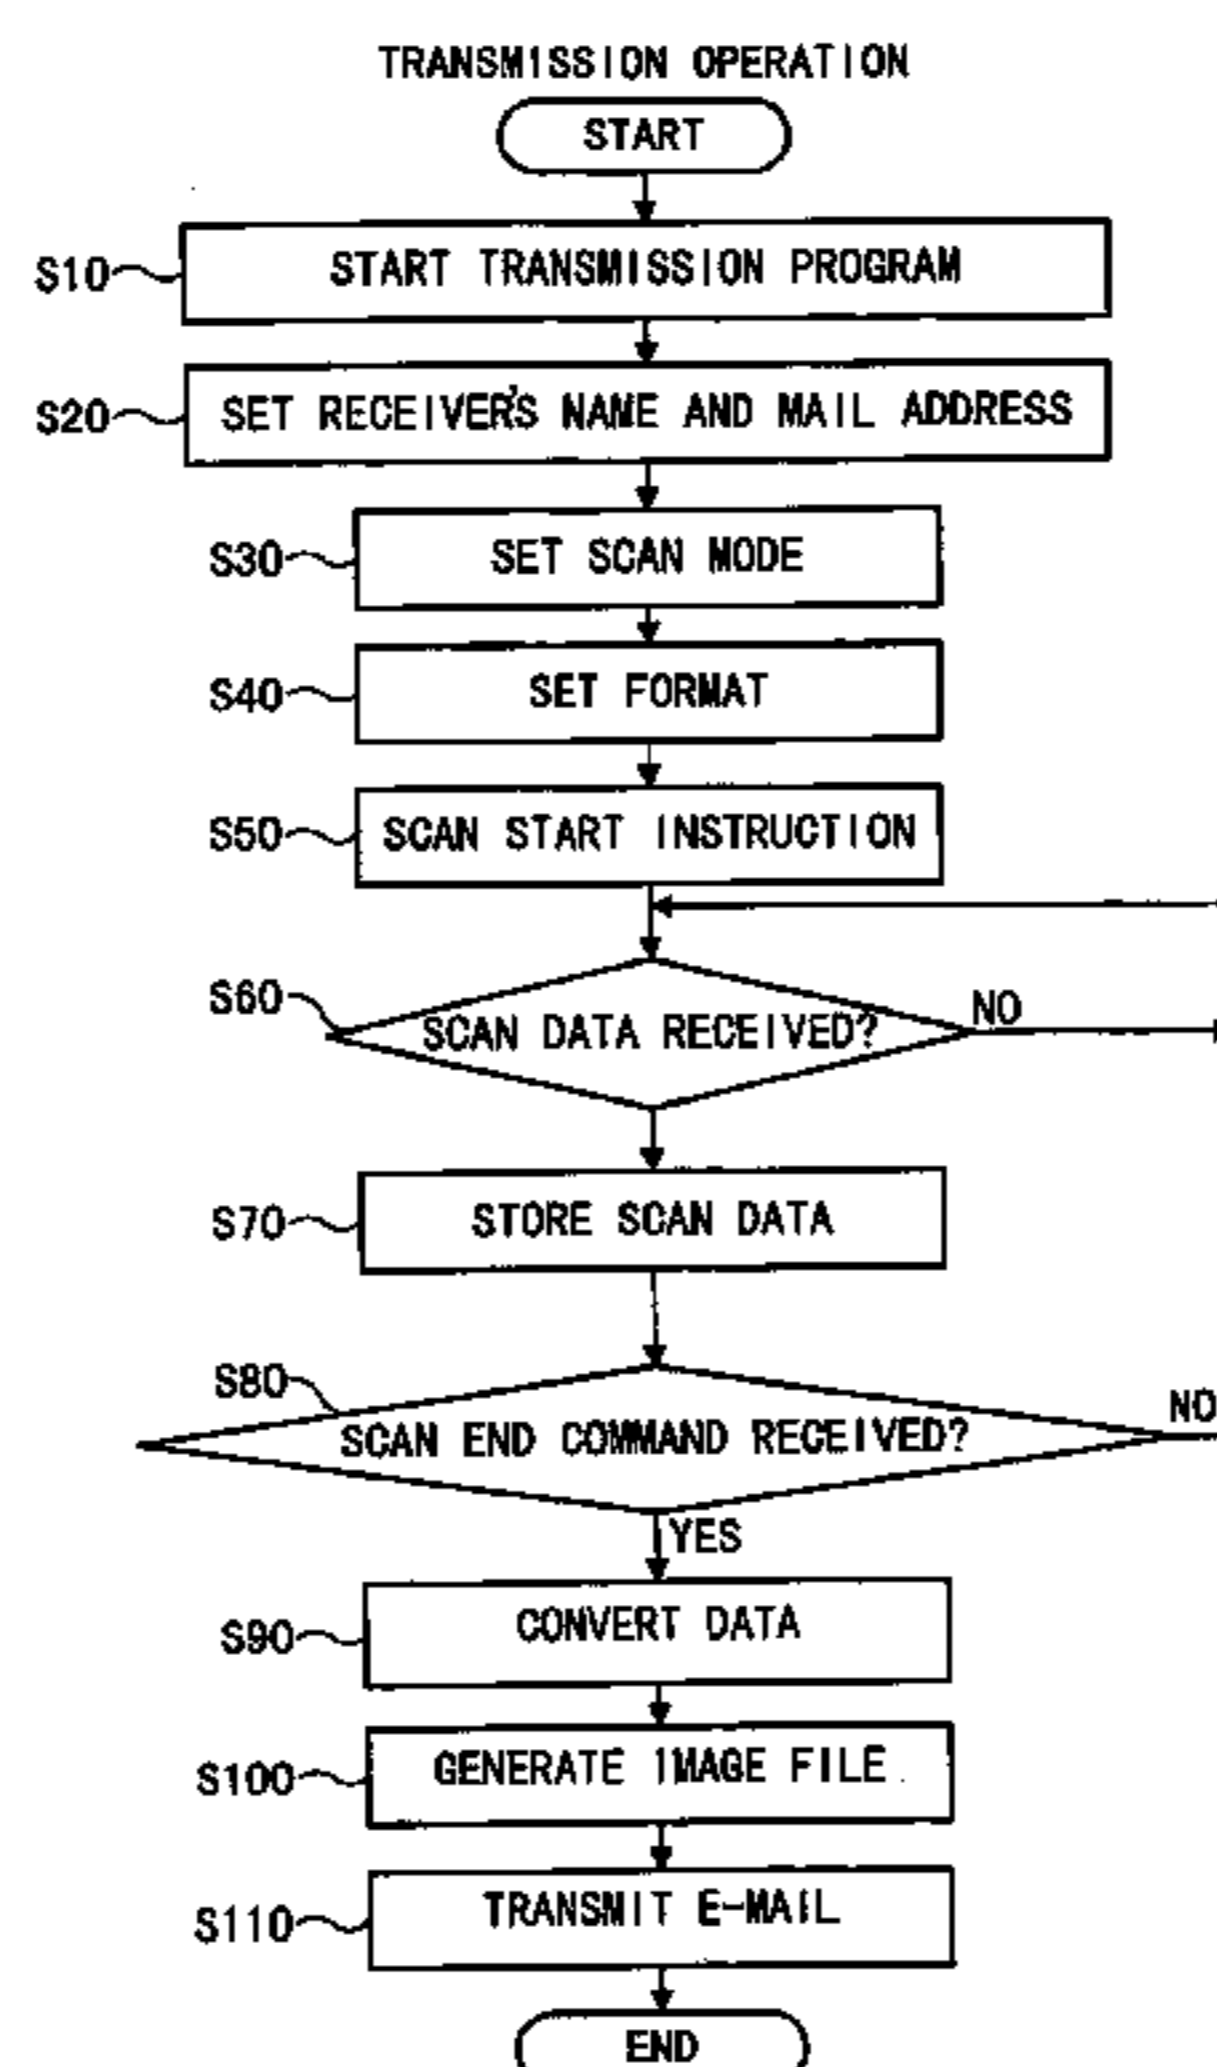 TRANSMISSION OPERATION
START
S10
START TRANSMISSION PROGRAM
S20
SET RECEIVER'S NAME AND MAIL ADDRESS
S30
SET SCAN MODE
S40
SET FORMAT
S50
SCAN START INSTRUCTION
S60
SCAN DATA RECEIVED?
NO
S70
STORE SCAN DATA
S80
SCAN END COMMAND RECEIVED?
NO
YES
S90
CONVERT DATA
S100
GENERATE IMAGE FILE
S110
TRANSMIT E-MAIL
END